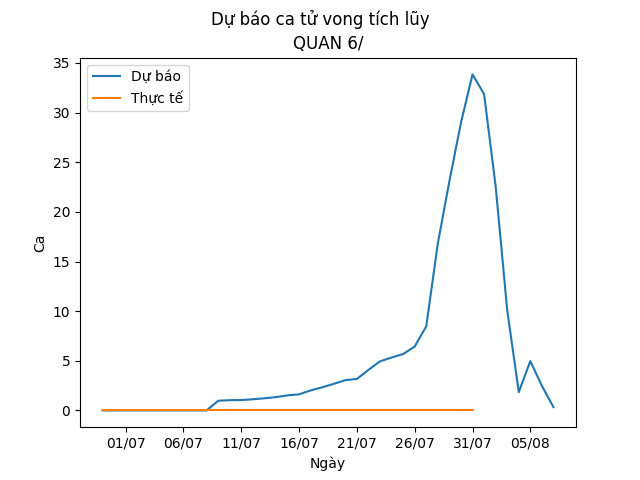 Dự báo ca tử vong tích lũy
QUAN 6/
Dự báo
Thực tế
Ca
35
30
25
20
15
10
5
0
01/07 06/07 11/07 16/07 21/07 26/07 31/07 05/08
Ngày